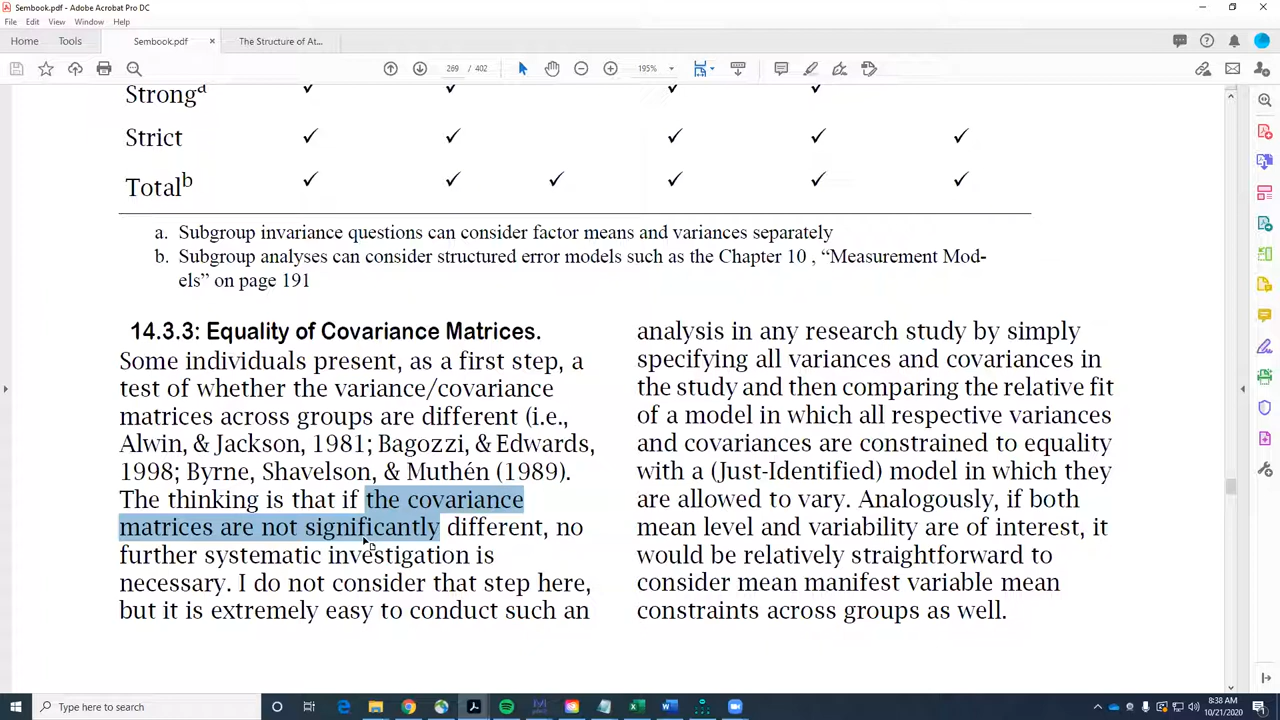 Sembook.pdf - Adobe Acrobat Pro DC
File Edit View Window Help
Home Tools Sembook.pdf × The Structure of At...
269 / 402 195%
Strongᵃ ✓ ✓ ✓ ✓
Strict ✓ ✓ ✓ ✓ ✓
Totalᵇ ✓ ✓ ✓ ✓ ✓ ✓
a. Subgroup invariance questions can consider factor means and variances separately
b. Subgroup analyses can consider structured error models such as the Chapter 10 , “Measurement Mod-
els” on page 191
14.3.3: Equality of Covariance Matrices.
Some individuals present, as a first step, a
test of whether the variance/covariance
matrices across groups are different (i.e.,
Alwin, & Jackson, 1981; Bagozzi, & Edwards,
1998; Byrne, Shavelson, & Muthén (1989).
The thinking is that if the covariance
matrices are not significantly different, no
further systematic investigation is
necessary. I do not consider that step here,
but it is extremely easy to conduct such an
analysis in any research study by simply
specifying all variances and covariances in
the study and then comparing the relative fit
of a model in which all respective variances
and covariances are constrained to equality
with a (Just-Identified) model in which they
are allowed to vary. Analogously, if both
mean level and variability are of interest, it
would be relatively straightforward to
consider mean manifest variable mean
constraints across groups as well.
Type here to search
8:38 AM
10/21/2020